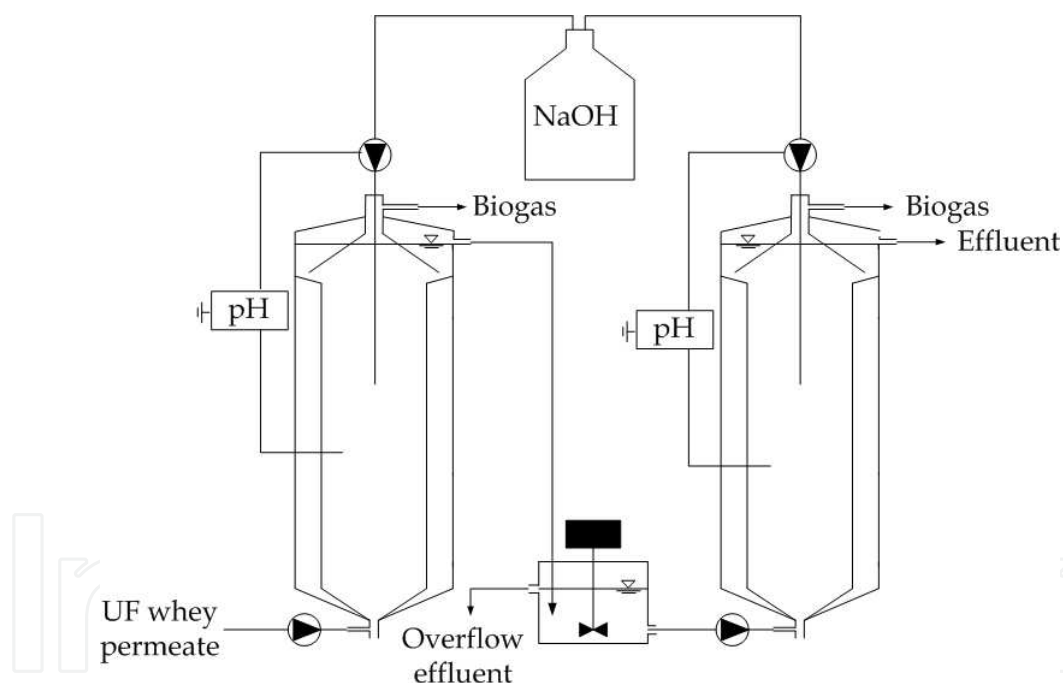 NaOH
Biogas
Biogas
Effluent
pH
pH
UF whey
permeate
Overflow
effluent